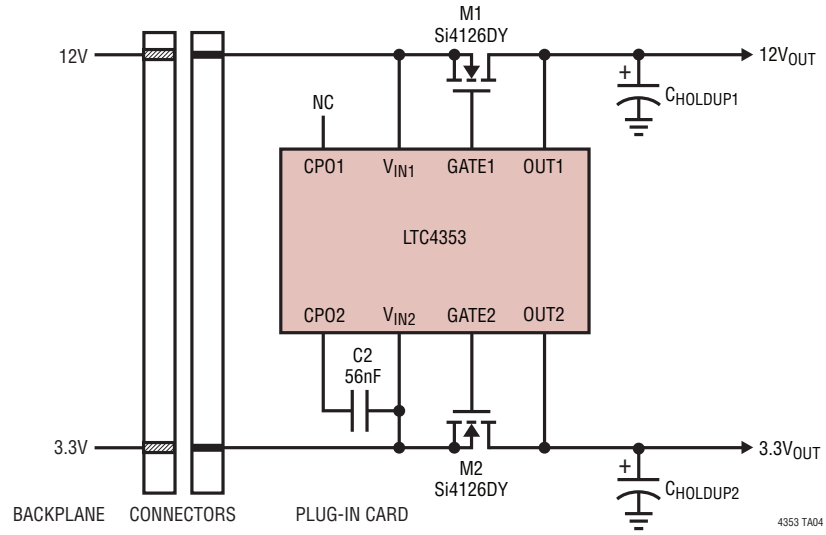 M1
Si4126DY
12V
12VOUT
+
CHOLDUP1
NC
CPO1 VIN1 GATE1 OUT1
LTC4353
CPO2 VIN2 GATE2 OUT2
C2
56nF
3.3V
3.3VOUT
M2
Si4126DY
+
CHOLDUP2
BACKPLANE CONNECTORS PLUG-IN CARD
4353 TA04